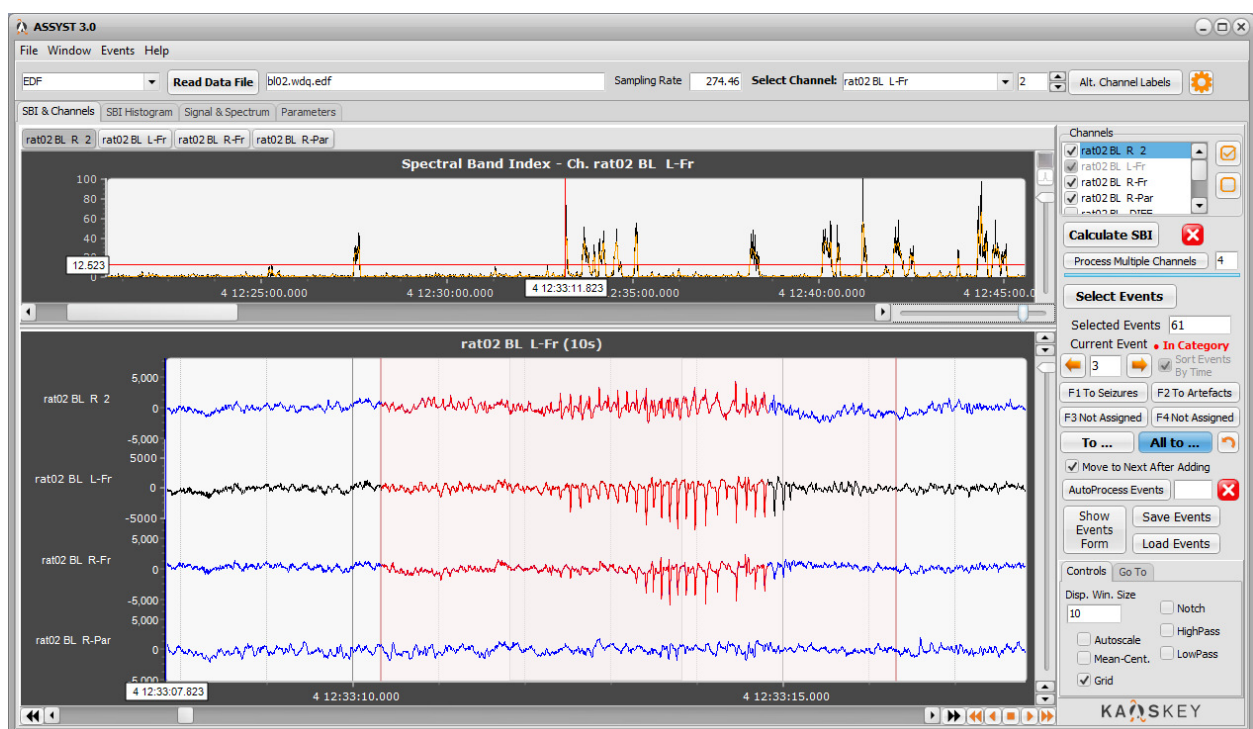 ASSYST 3.0
File Window Events Help
EDF Read Data File bl02.wdq.edf Sampling Rate 274.46 Select Channel: rat02 BL L-Fr 2 Alt. Channel Labels
SBI & Channels SBI Histogram Signal & Spectrum Parameters
rat02 BL R 2 rat02 BL L-Fr rat02 BL R-Fr rat02 BL R-Par
Spectral Band Index - Ch. rat02 BL L-Fr
100
80
60
40
12.623
4 12:25:00.000 4 12:30:00.000 4 12:33:11.823 2:35:00.000 4 12:40:00.000 4 12:45:00.0
rat02 BL L-Fr (10s)
5,000
rat02 BL R 2
0
-5,000
5000
rat02 BL L-Fr
0
-5000
5,000
rat02 BL R-Fr
0
-5,000
5,000
rat02 BL R-Par
0
4 12:33:07.823
4 12:33:10.000 4 12:33:15.000
Channels
rat02 BL R 2
rat02 BL L-Fr
rat02 BL R-Fr
rat02 BL R-Par
Calculate SBI
Process Multiple Channels 4
Select Events
Selected Events 61
Current Event • In Category
3 Sort Events
By Time
F1 To Seizures F2 To Artefacts
F3 Not Assigned F4 Not Assigned
To ... All to ...
Move to Next After Adding
AutoProcess Events
Show
Events
Form
Save Events
Load Events
Controls Go To
Disp. Win. Size
10
Notch
HighPass
Autoscale
LowPass
Mean-Cent.
Grid
KAOSKEY